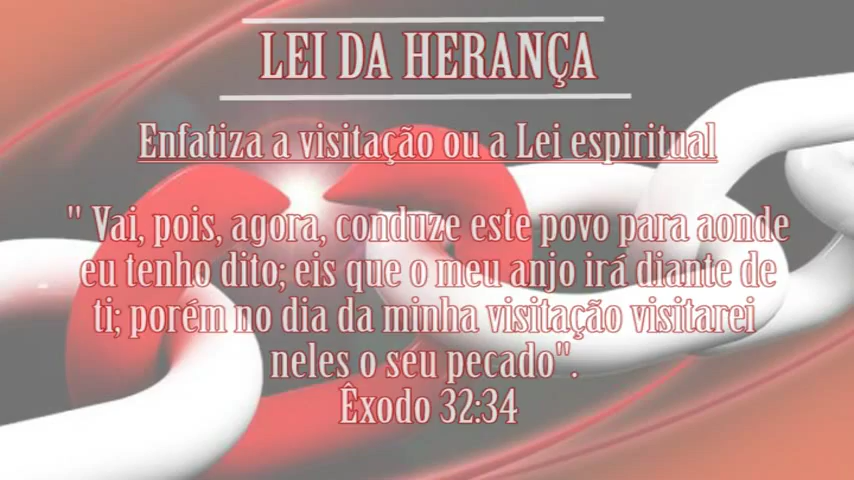 LEI DA HERANÇA
Enfatiza a visitação ou a Lei espiritual
" Vai, pois, agora, conduze este povo para aonde
eu tenho dito; eis que o meu anjo irá diante de
ti; porém no dia da minha visitação visitarei
neles o seu pecado".
Êxodo 32:34